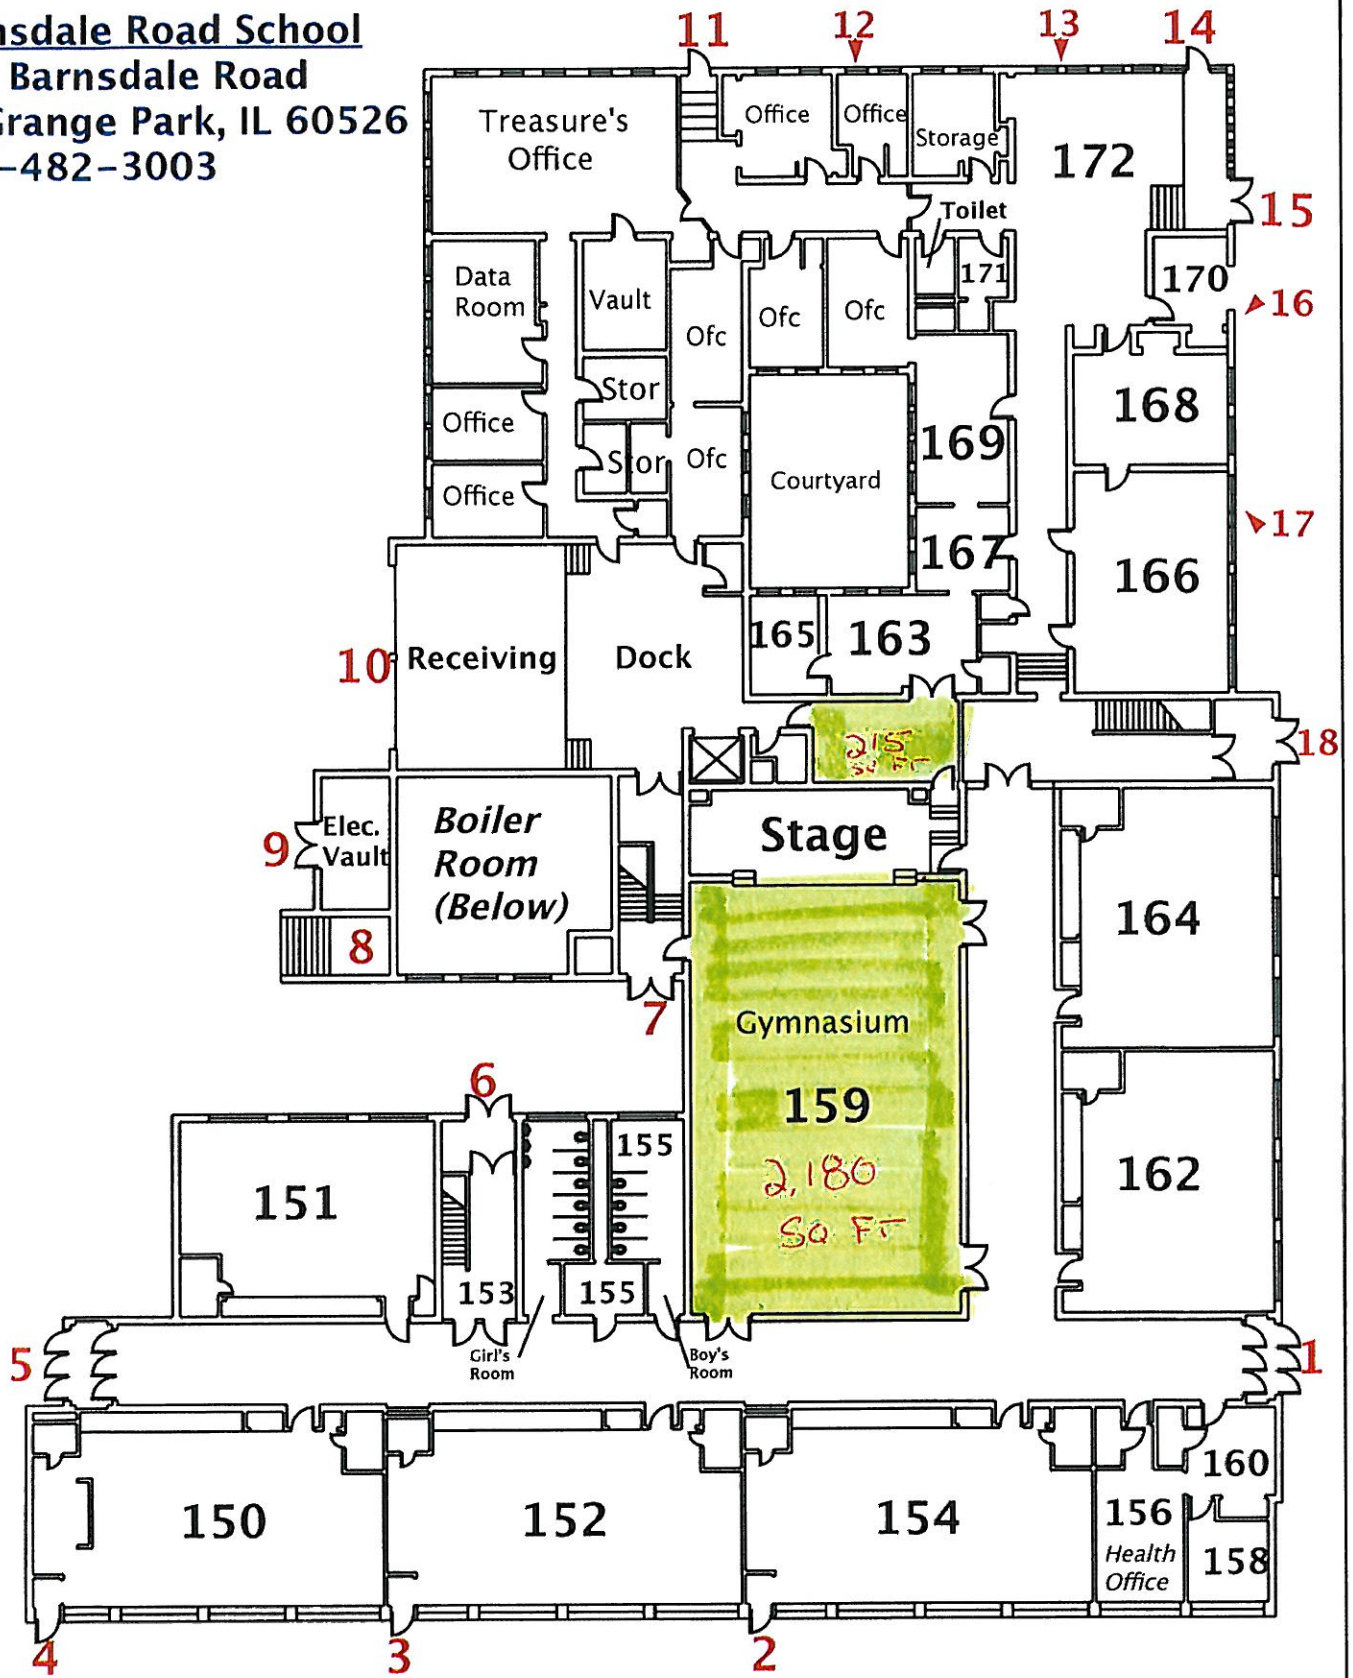 nsdale Road School
Barnsdale Road
Grange Park, IL 60526
-482-3003
11
12
13
14
Treasure's
Office
Office
Office
Storage
172
Toilet
15
Data
Room
Vault
Ofc
Ofc
Ofc
171
170
16
Stor
168
Office
169
Stor
Ofc
Courtyard
Office
17
167
166
165
163
10
Receiving
Dock
215
SQ FT
18
Elec.
Vault
9
Boiler
Room
(Below)
Stage
164
8
7
Gymnasium
159
2,180
SQ FT
6
155
162
151
153
155
Girl's
Room
Boy's
Room
5
1
150
152
154
160
156
Health
Office
158
4
3
2